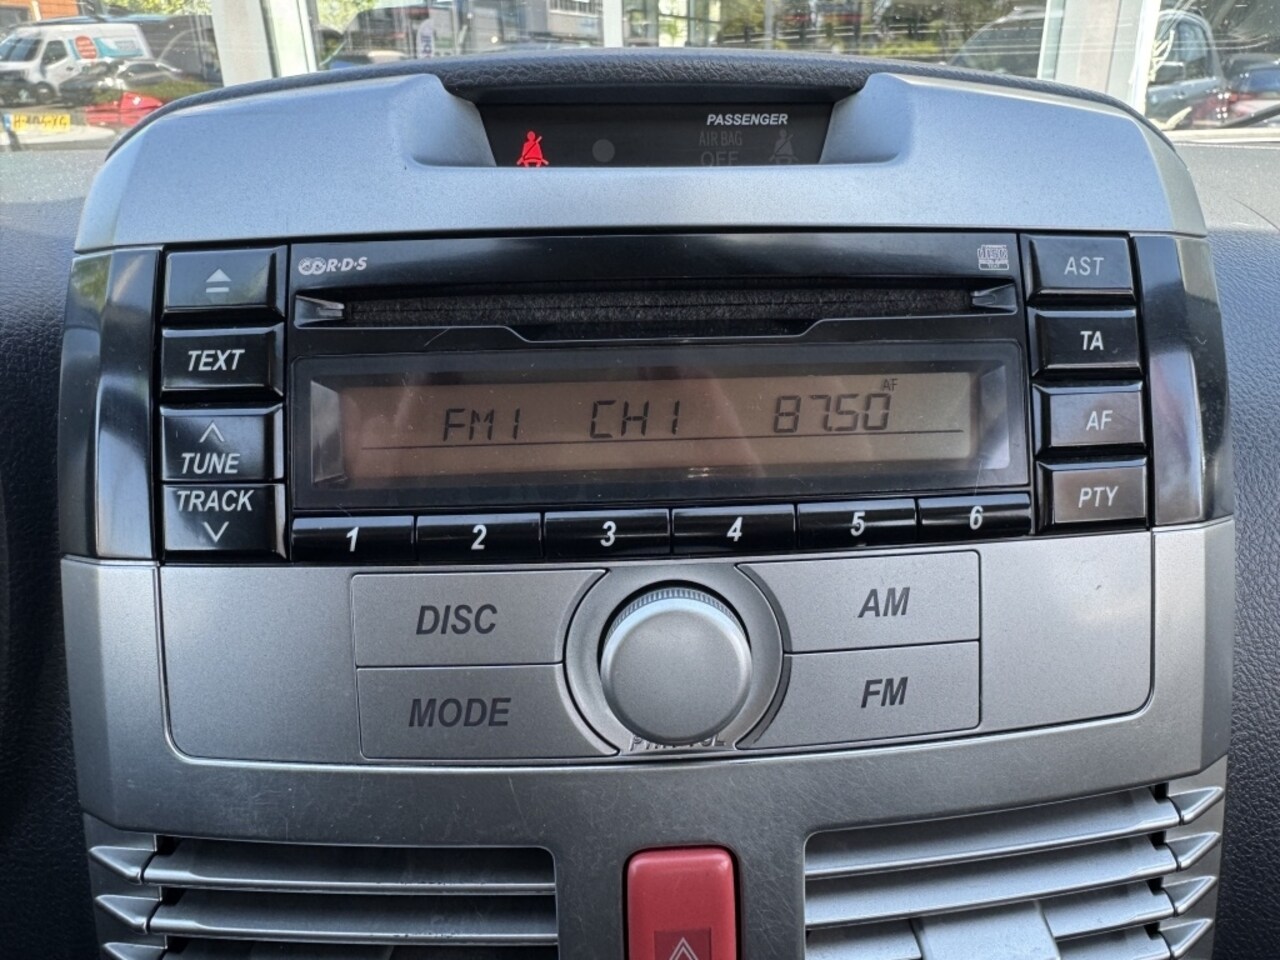 PASSENGER
AIR BAG
OFF
R·D·S
AST
TEXT
TA
AF
FM1 CH1 87.50
TUNE
AF
TRACK
PTY
1 2 3 4 5 6
DISC
AM
MODE
FM